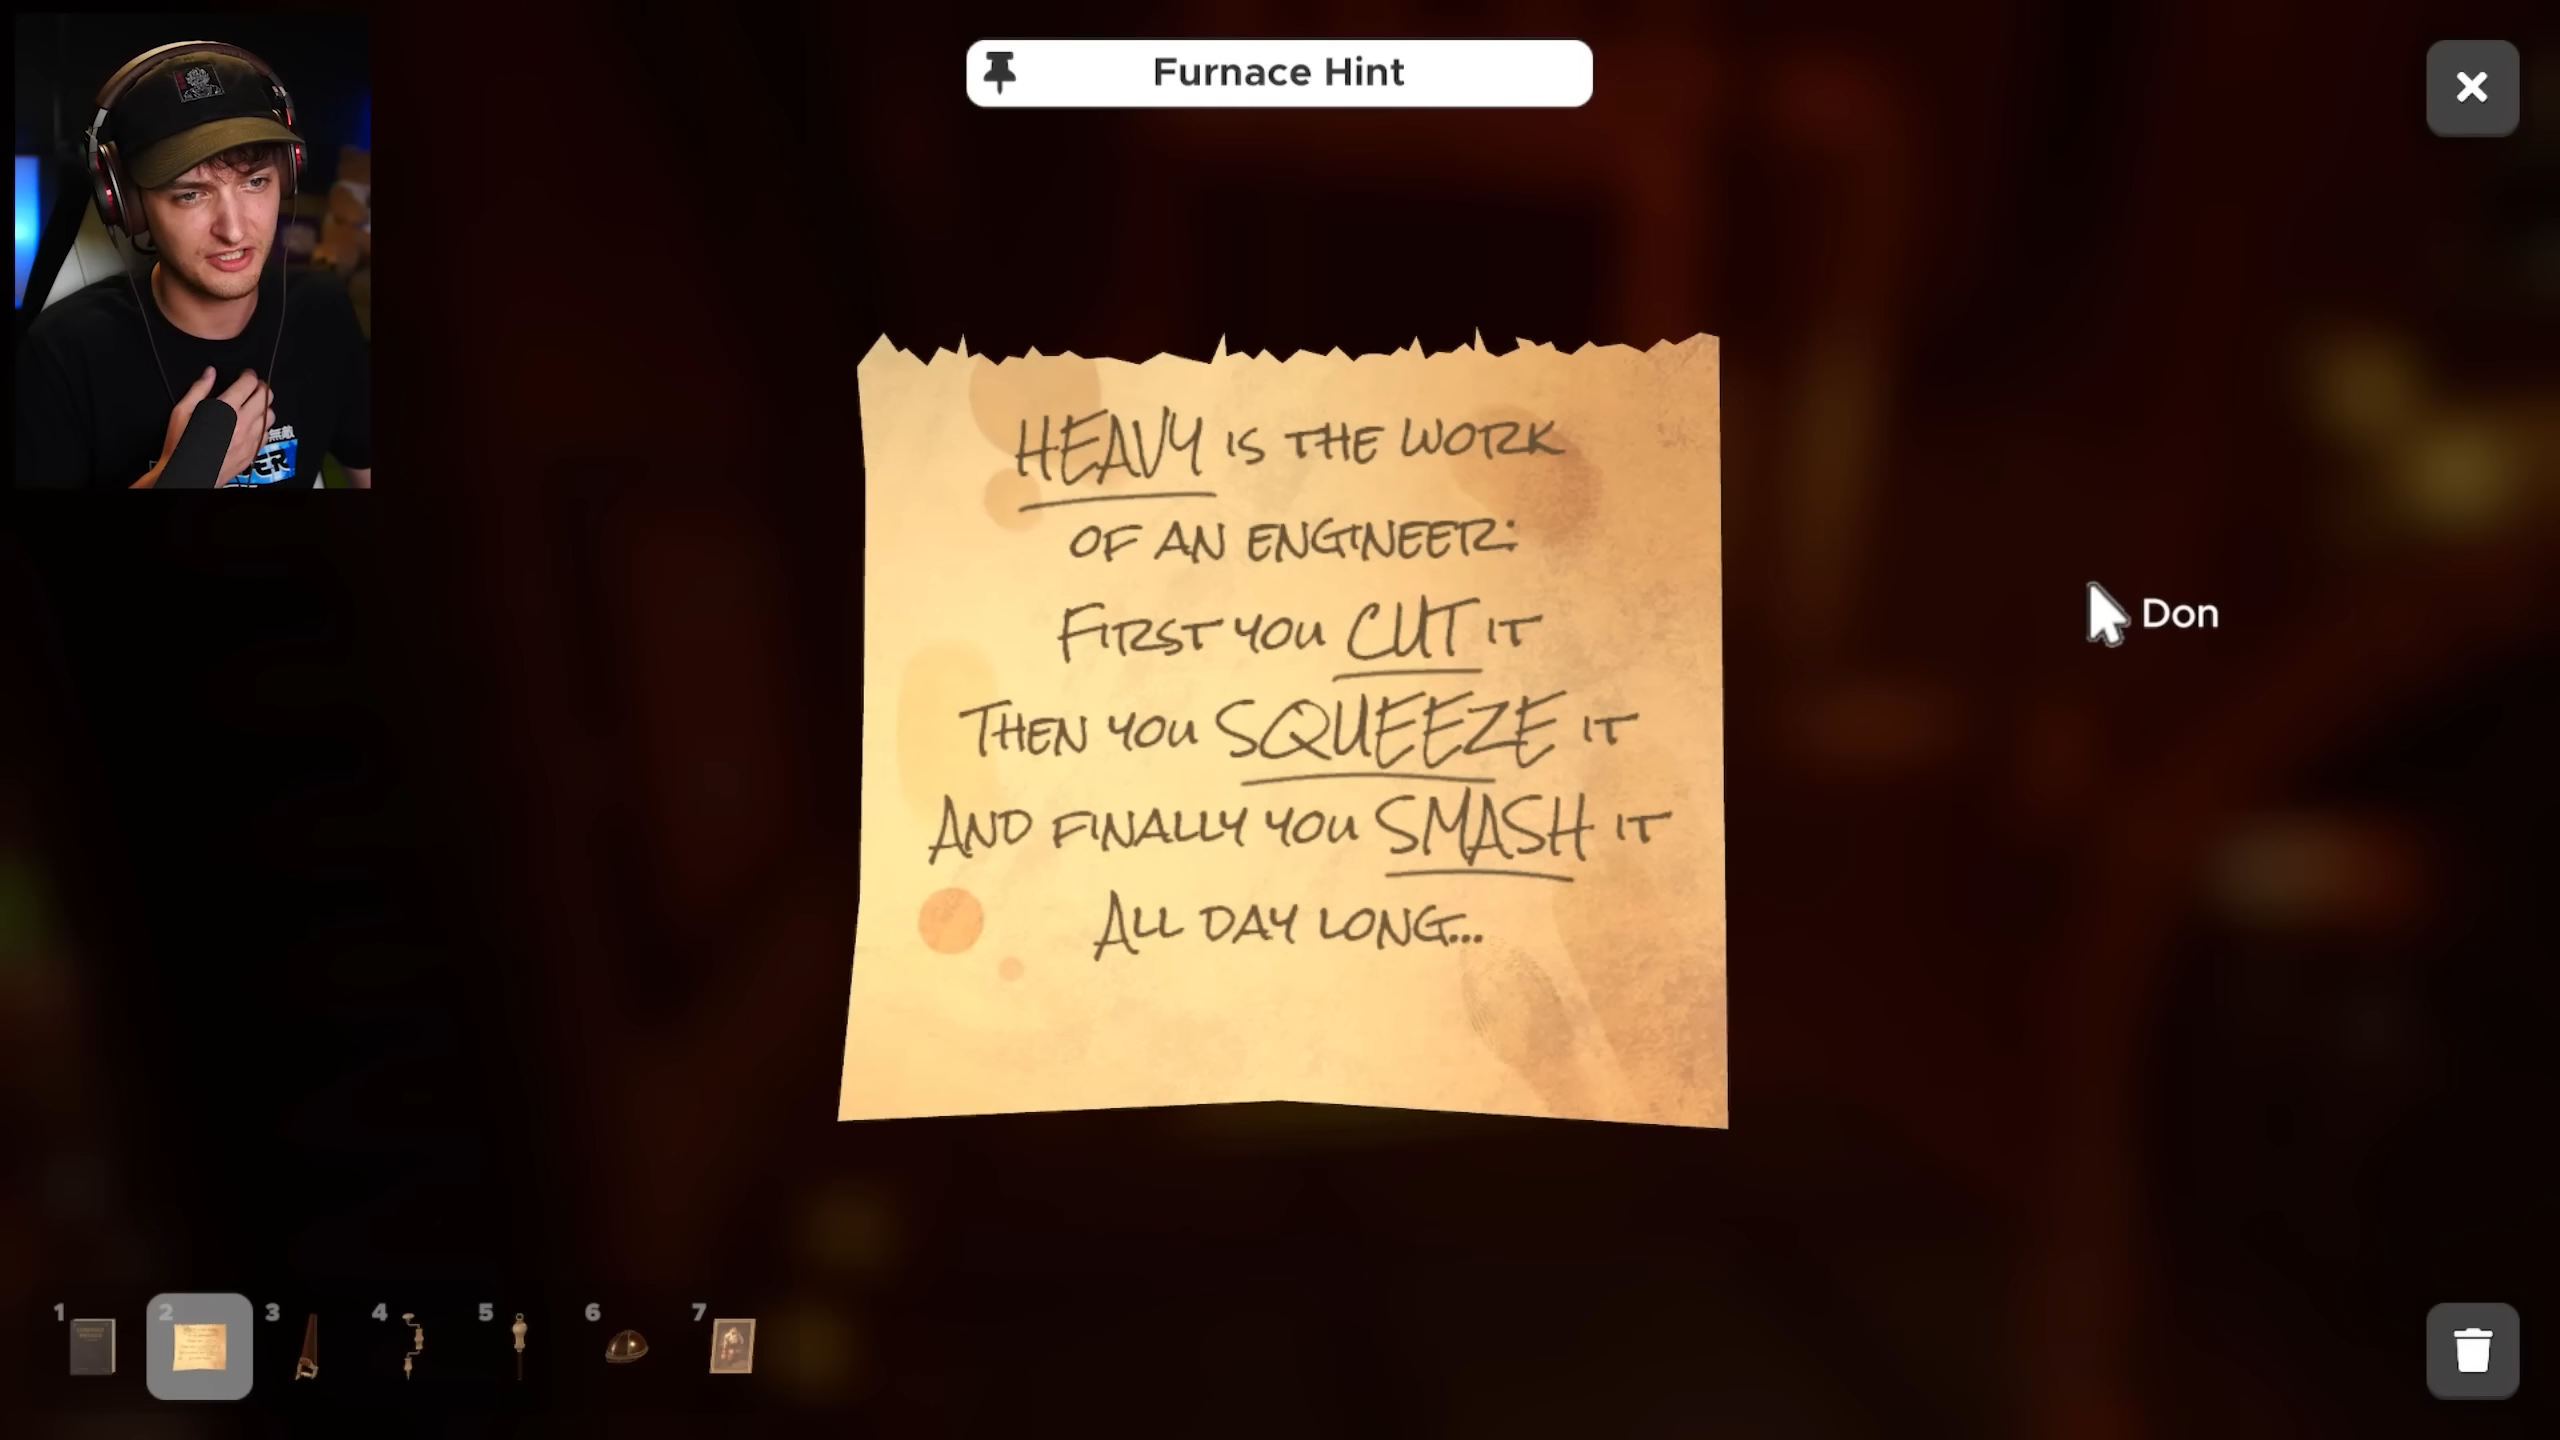 Furnace Hint
HEAVY IS THE WORK
OF AN ENGINEER:
FIRST YOU CUT IT
THEN YOU SQUEEZE IT
AND FINALLY YOU SMASH IT
ALL DAY LONG...
Don
1 2 3 4 5 6 7